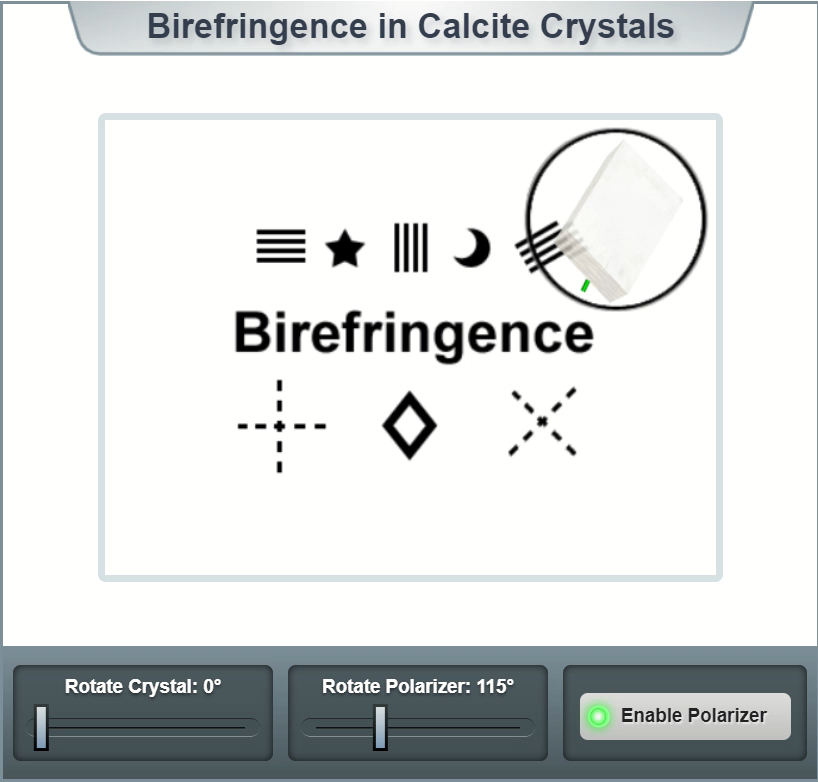 Birefringence in Calcite Crystals
Birefringence
Rotate Crystal: 0°
Rotate Polarizer: 115°
Enable Polarizer